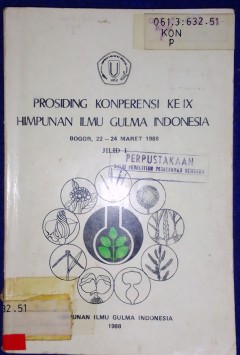 061.3:632.51
KON
P
PROSIDING KONPERENSI KE IX
HIMPUNAN ILMU GULMA INDONESIA
BOGOR, 22 – 24 MARET 1988
JILID I
PERPUSTAKAAN
32.51
HIMPUNAN ILMU GULMA INDONESIA
1988